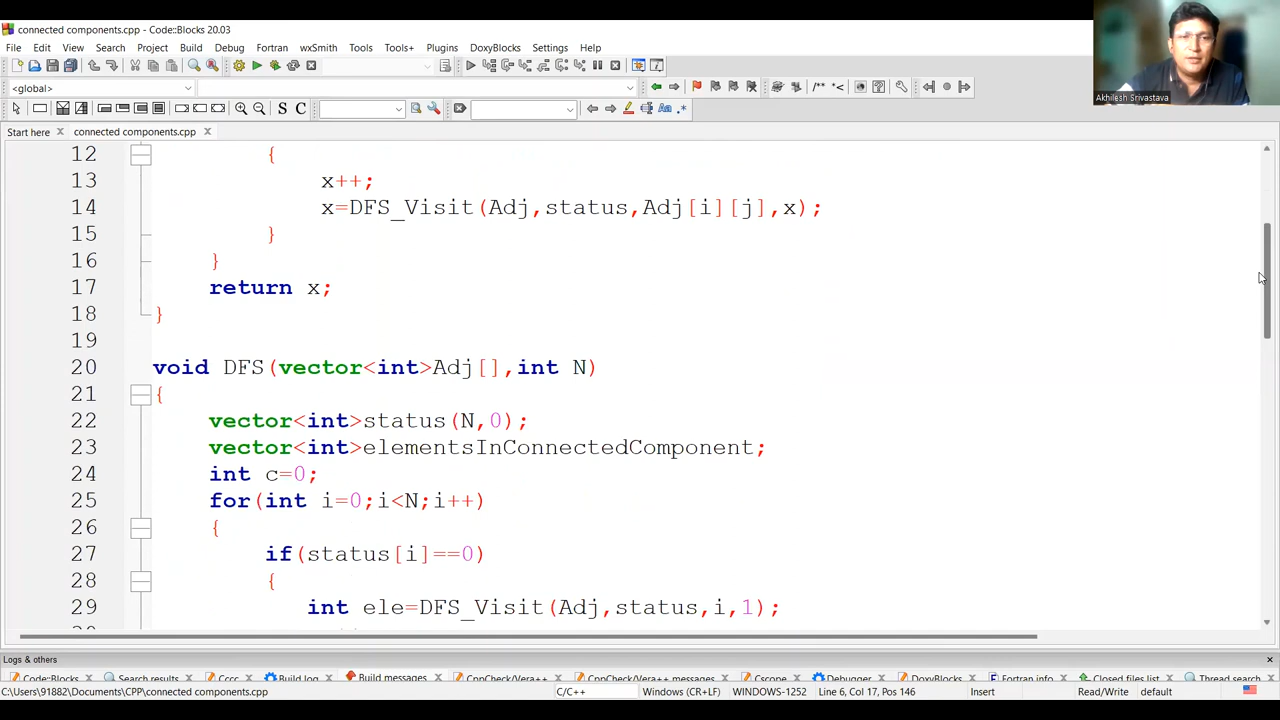 connected components.cpp - Code::Blocks 20.03
File Edit View Search Project Build Debug Fortran wxSmith Tools Tools+ Plugins DoxyBlocks Settings Help
<global>
S C
/** *<
Aa .*
Start here connected components.cpp
Akhilesh Srivastava
12 {
13 x++;
14 x=DFS_Visit(Adj,status,Adj[i][j],x);
15 }
16 }
17 return x;
18 }
19
20 void DFS(vector<int>Adj[],int N)
21 {
22 vector<int>status(N,0);
23 vector<int>elementsInConnectedComponent;
24 int c=0;
25 for(int i=0;i<N;i++)
26 {
27 if(status[i]==0)
28 {
29 int ele=DFS_Visit(Adj,status,i,1);
Logs & others
Code::Blocks Search results Cccc Build log Build messages CppCheck/Vera++ CppCheck/Vera++ messages Cscope Debugger DoxyBlocks Fortran info Closed files list Thread search
C:\Users\91882\Documents\CPP\connected components.cpp C/C++ Windows (CR+LF) WINDOWS-1252 Line 6, Col 17, Pos 146 Insert Read/Write default